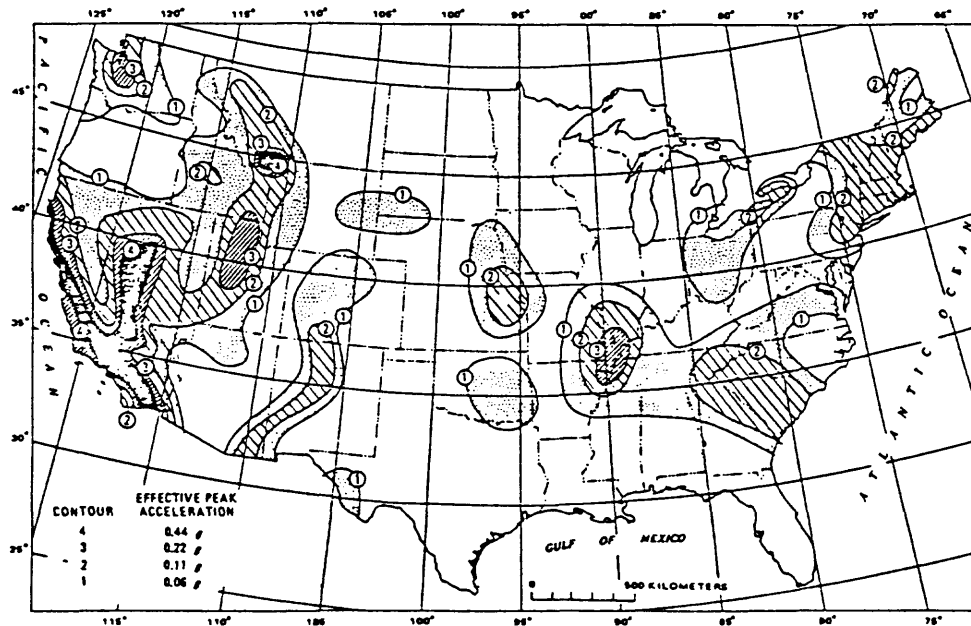 125° 120° 115° 110° 105° 100° 95° 90° 85° 80° 75° 70° 65°
45°
40°
35°
30°
25°
PACIFIC OCEAN
ATLANTIC OCEAN
GULF OF MEXICO
0 500 KILOMETERS
CONTOUR EFFECTIVE PEAK ACCELERATION
4 0.44 g
3 0.22 g
2 0.11 g
1 0.06 g
115° 110° 105 100° 95° 90° 85° 80°